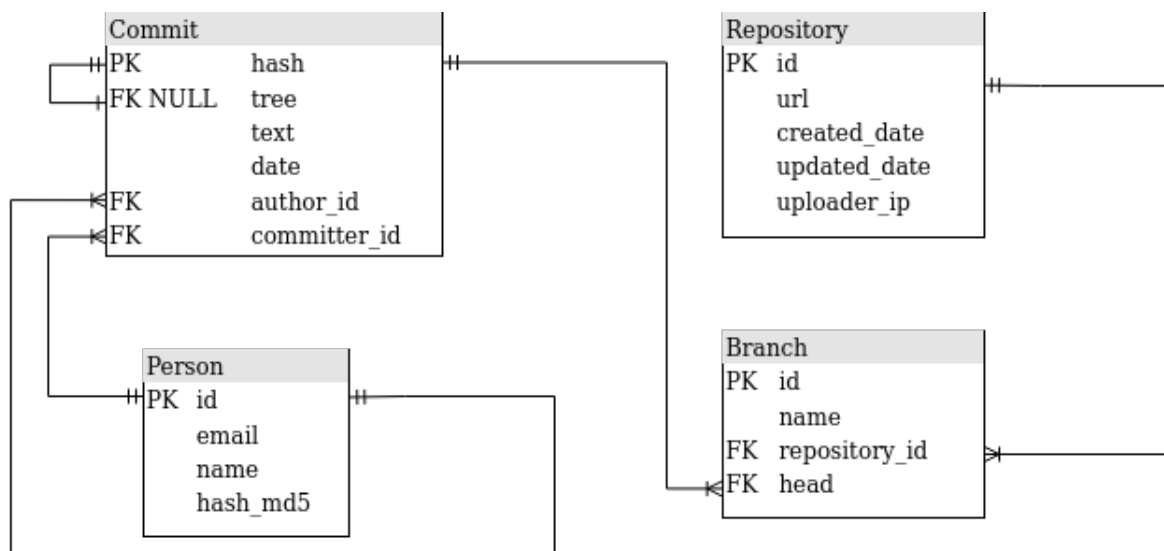 Commit
PK hash
FK NULL tree
text
date
FK author_id
FK committer_id
Repository
PK id
url
created_date
updated_date
uploader_ip
Person
PK id
email
name
hash_md5
Branch
PK id
name
FK repository_id
FK head